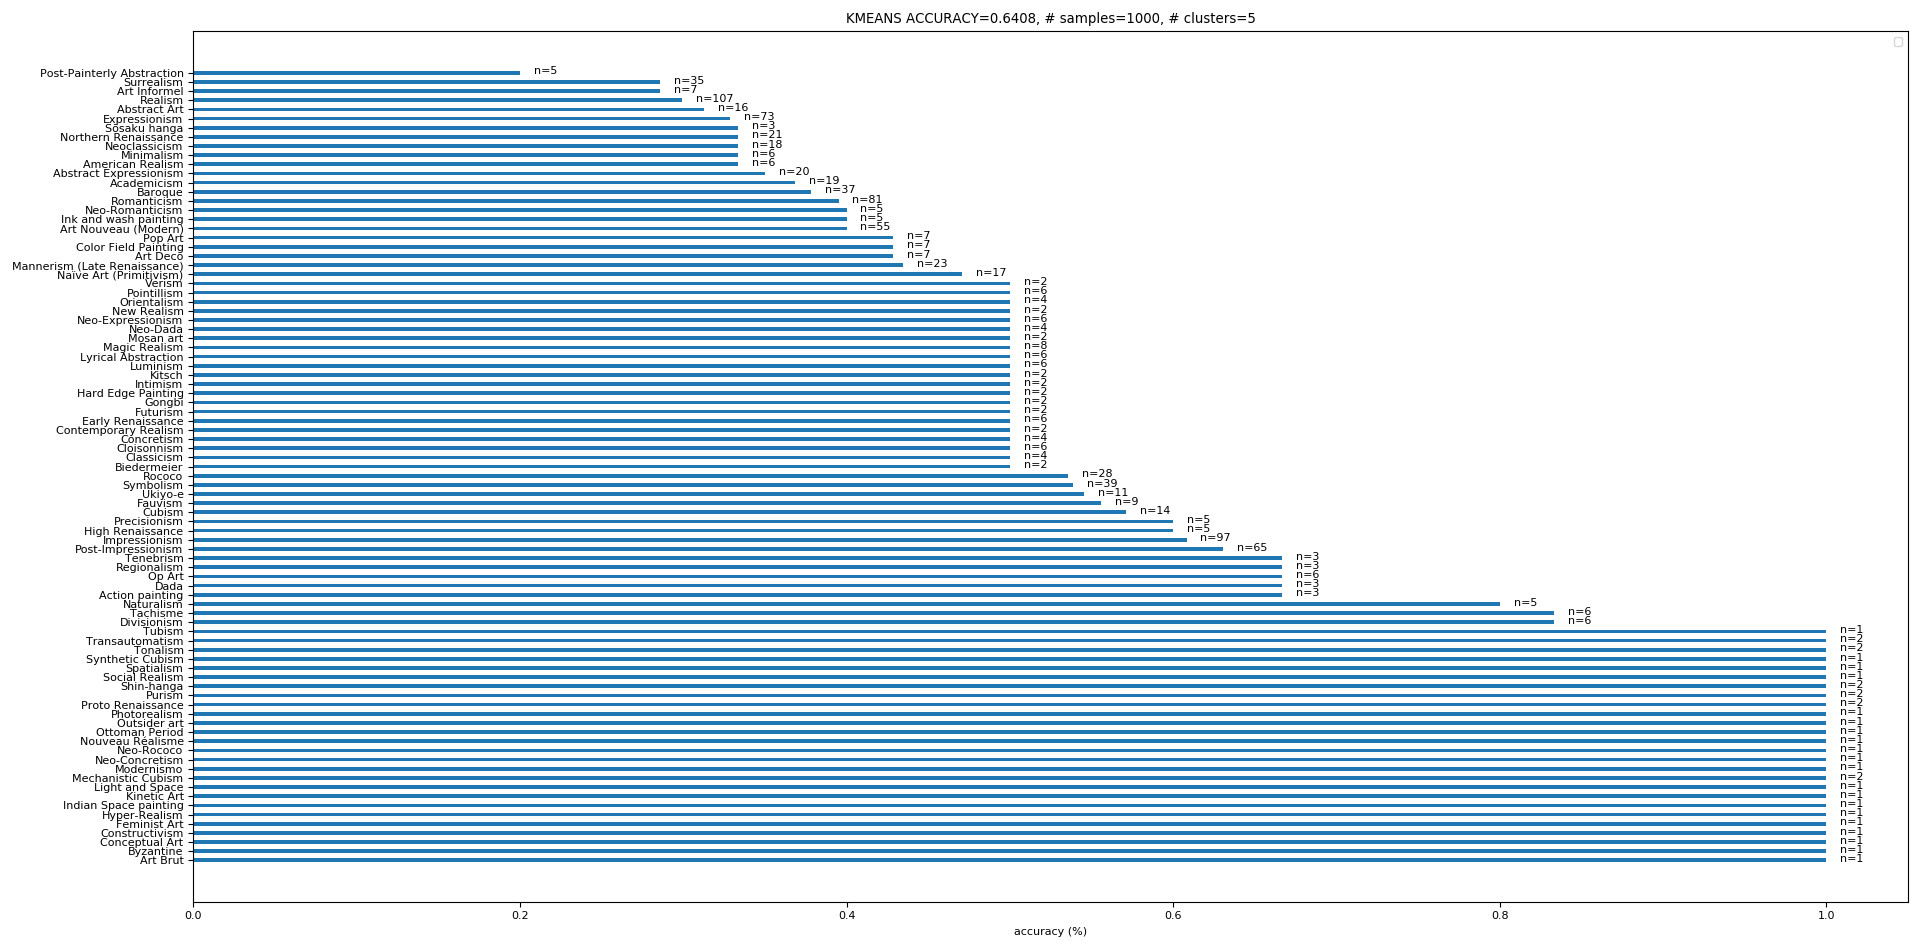 KMEANS ACCURACY=0.6408, # samples=1000, # clusters=5
Post-Painterly Abstraction n=5
Surrealism n=35
Art Informel n=7
Realism n=107
Abstract Art n=16
Expressionism n=73
Sōsaku hanga n=3
Northern Renaissance n=21
Neoclassicism n=18
Minimalism n=6
American Realism n=6
Abstract Expressionism n=20
Academicism n=19
Baroque n=37
Romanticism n=81
Neo-Romanticism n=5
Ink and wash painting n=5
Art Nouveau (Modern) n=55
Pop Art n=7
Color Field Painting n=7
Art Deco n=7
Mannerism (Late Renaissance) n=23
Naïve Art (Primitivism) n=17
Verism n=2
Pointillism n=6
Orientalism n=4
New Realism n=2
Neo-Expressionism n=6
Neo-Dada n=4
Mosan art n=2
Magic Realism n=8
Lyrical Abstraction n=6
Luminism n=6
Kitsch n=2
Intimism n=2
Hard Edge Painting n=2
Gongbi n=2
Futurism n=2
Early Renaissance n=6
Contemporary Realism n=2
Concretism n=4
Cloisonnism n=6
Classicism n=4
Biedermeier n=2
Rococo n=28
Symbolism n=39
Ukiyo-e n=11
Fauvism n=9
Cubism n=14
Precisionism n=5
High Renaissance n=5
Impressionism n=97
Post-Impressionism n=65
Tenebrism n=3
Regionalism n=3
Op Art n=6
Dada n=3
Action painting n=3
Naturalism n=5
Tachisme n=6
Divisionism n=6
Tubism n=1
Transautomatism n=2
Tonalism n=2
Synthetic Cubism n=1
Spatialism n=1
Social Realism n=1
Shin-hanga n=2
Purism n=2
Proto Renaissance n=2
Photorealism n=1
Outsider art n=1
Ottoman Period n=1
Nouveau Réalisme n=1
Neo-Rococo n=1
Neo-Concretism n=1
Modernismo n=1
Mechanistic Cubism n=2
Light and Space n=1
Kinetic Art n=1
Indian Space painting n=1
Hyper-Realism n=1
Feminist Art n=1
Constructivism n=1
Conceptual Art n=1
Byzantine n=1
Art Brut n=1
0.0 0.2 0.4 0.6 0.8 1.0
accuracy (%)